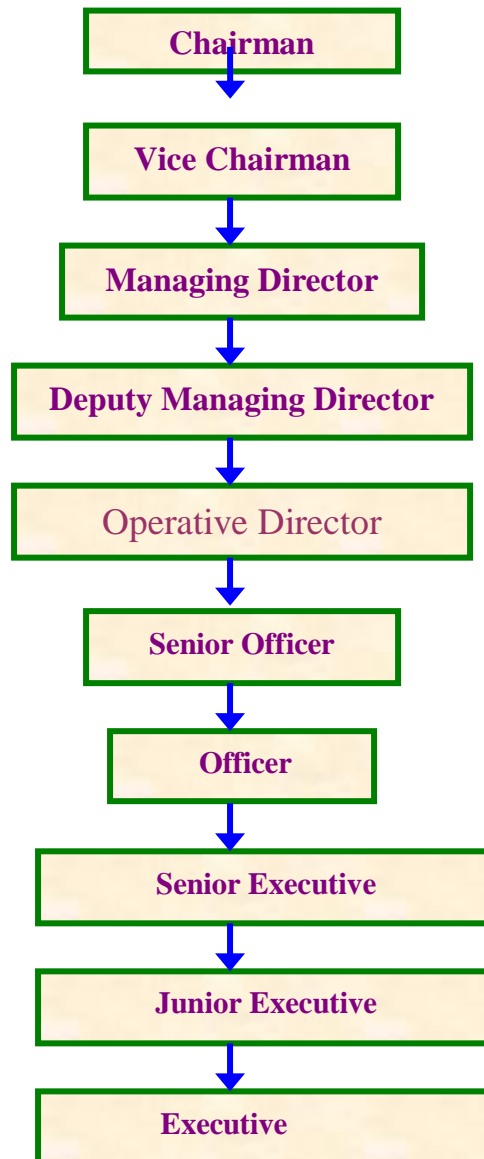 Chairman
Vice Chairman
Managing Director
Deputy Managing Director
Operative Director
Senior Officer
Officer
Senior Executive
Junior Executive
Executive